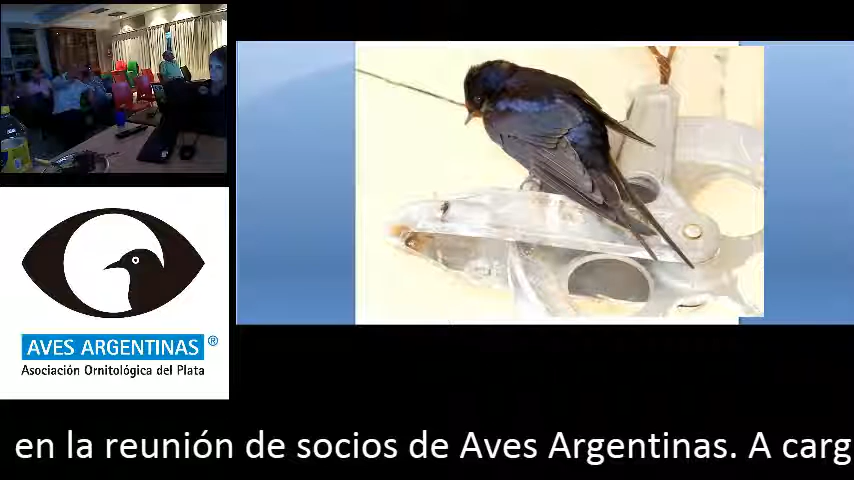 AVES ARGENTINAS ®
Asociación Ornitológica del Plata
en la reunión de socios de Aves Argentinas. A carg